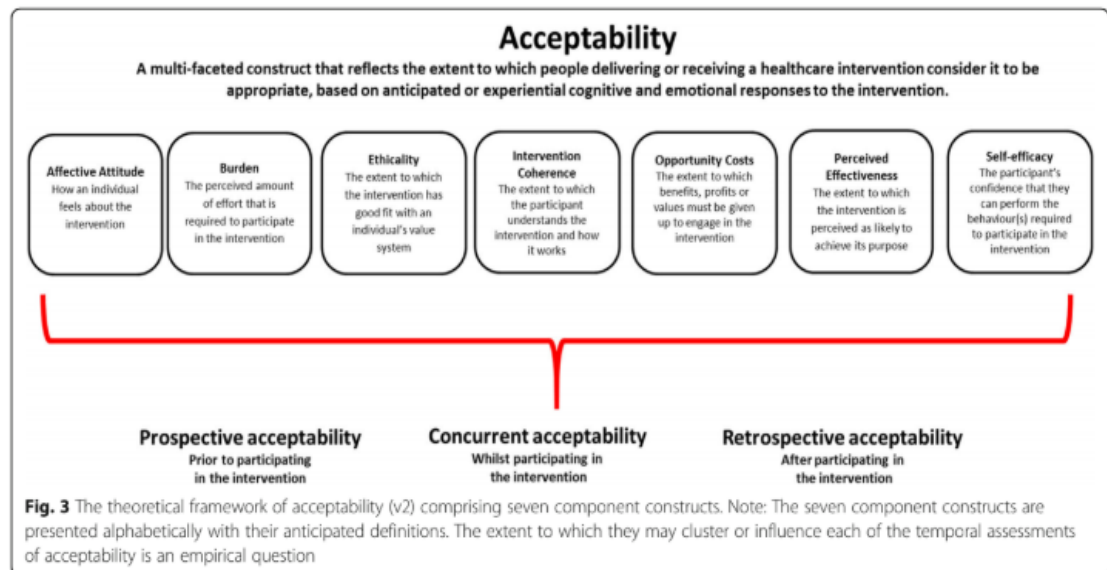 Acceptability
A multi-faceted construct that reflects the extent to which people delivering or receiving a healthcare intervention consider it to be
appropriate, based on anticipated or experiential cognitive and emotional responses to the intervention.
Affective Attitude
How an individual
feels about the
intervention
Burden
The perceived amount
of effort that is
required to participate
in the intervention
Ethicality
The extent to which
the intervention has
good fit with an
individual's value
system
Intervention
Coherence
The extent to which
the participant
understands the
intervention and how
it works
Opportunity Costs
The extent to which
benefits, profits or
values must be given
up to engage in the
intervention
Perceived
Effectiveness
The extent to which
the intervention is
perceived as likely to
achieve its purpose
Self-efficacy
The participant's
confidence that they
can perform the
behaviour(s) required
to participate in the
intervention
Prospective acceptability
Prior to participating
in the intervention
Concurrent acceptability
Whilst participating in
the intervention
Retrospective acceptability
After participating in
the intervention
Fig. 3 The theoretical framework of acceptability (v2) comprising seven component constructs. Note: The seven component constructs are
presented alphabetically with their anticipated definitions. The extent to which they may cluster or influence each of the temporal assessments
of acceptability is an empirical question